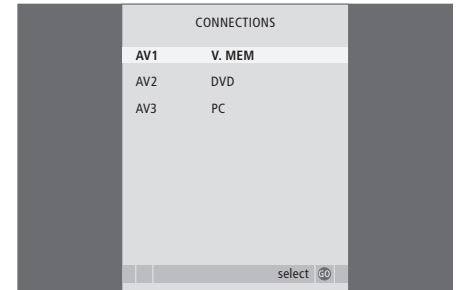 CONNECTIONS
AV1 V. MEM
AV2 DVD
AV3 PC
select GO